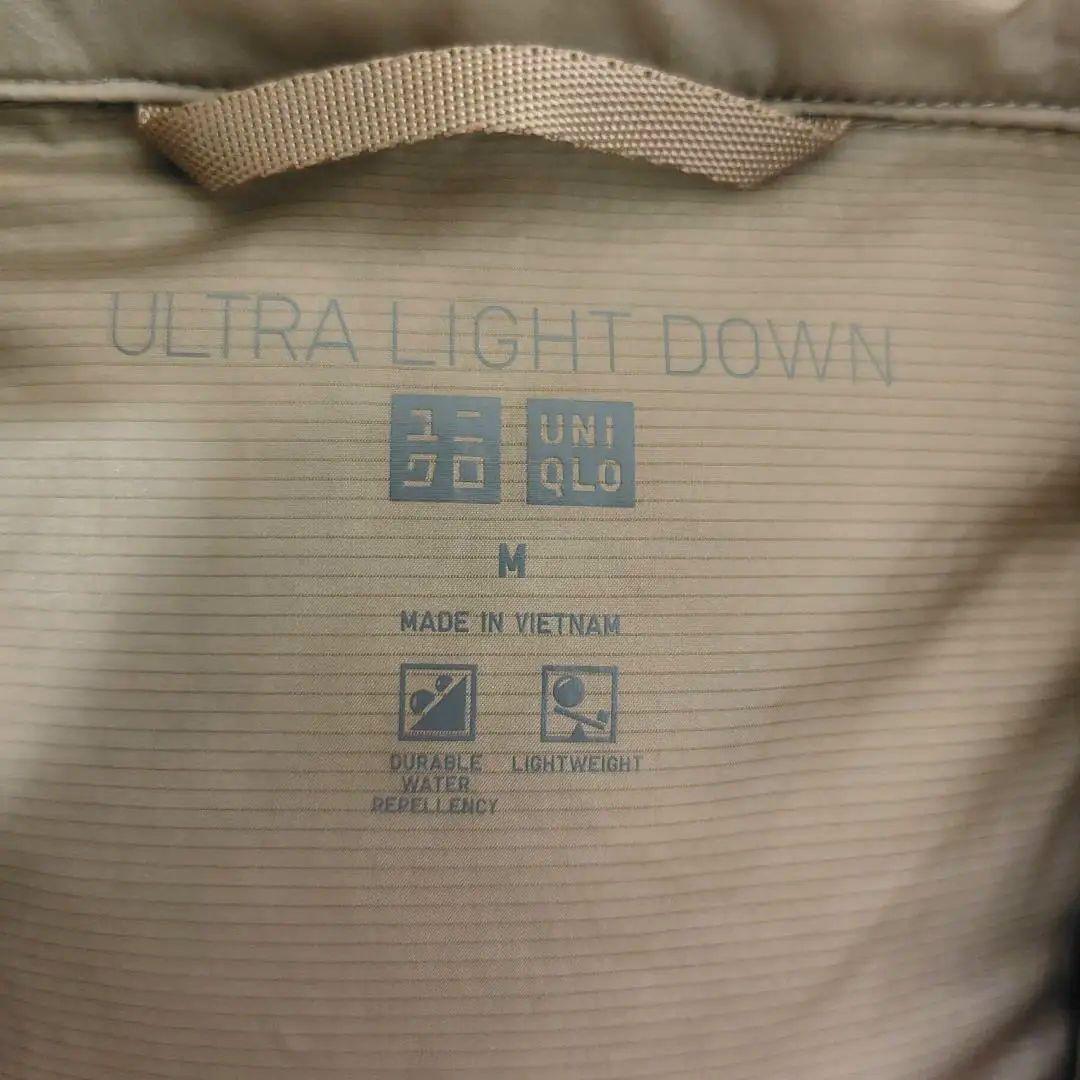 ULTRA LIGHT DOWN
ユニ
クロ
UNI
QLO
M
MADE IN VIETNAM
DURABLE
WATER
REPELLENCY
LIGHTWEIGHT